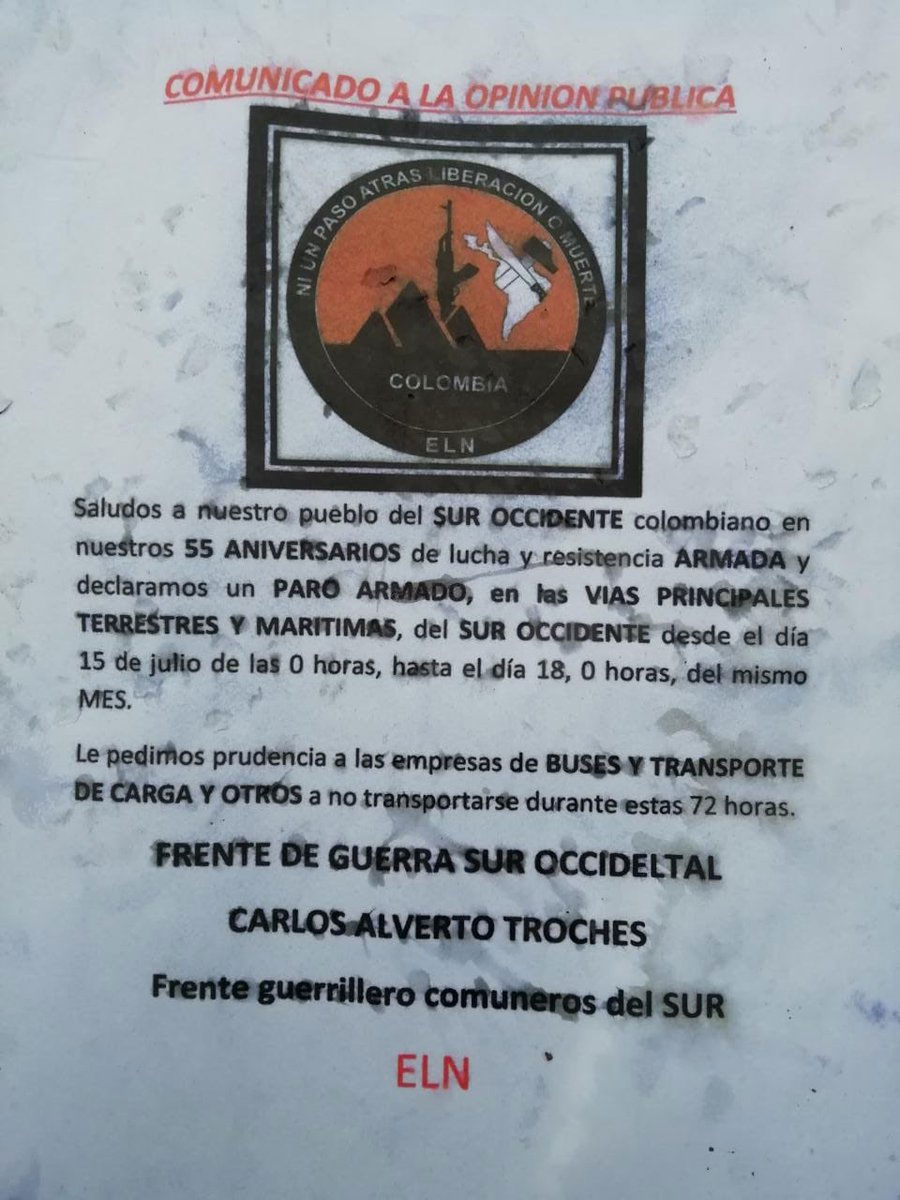 COMUNICADO A LA OPINION PUBLICA
NI UN PASO ATRAS LIBERACION O MUERTE
COLOMBIA
ELN
Saludos a nuestro pueblo del SUR OCCIDENTE colombiano en
nuestros 55 ANIVERSARIOS de lucha y resistencia ARMADA y
declaramos un PARO ARMADO, en las VIAS PRINCIPALES
TERRESTRES Y MARITIMAS, del SUR OCCIDENTE desde el día
15 de julio de las 0 horas, hasta el día 18, 0 horas, del mismo
MES.
Le pedimos prudencia a las empresas de BUSES Y TRANSPORTE
DE CARGA Y OTROS a no transportarse durante estas 72 horas.
FRENTE DE GUERRA SUR OCCIDELTAL
CARLOS ALVERTO TROCHES
Frente guerrillero comuneros del SUR
ELN